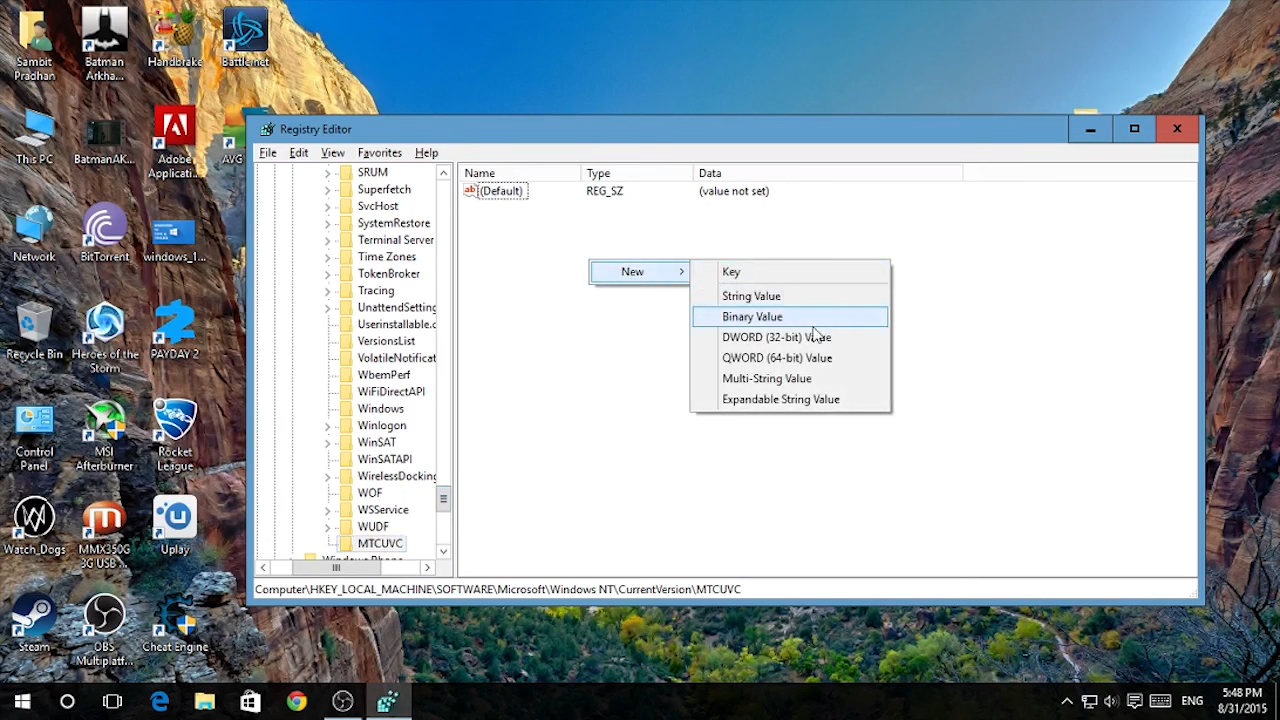 Sambit
Pradhan
Batman
Arkha...
Handbrake
Battle.net
This PC
BatmanAK...
Adobe
Applicati...
AVG
Network
BitTorrent
windows_1...
Recycle Bin
Heroes of the
Storm
PAYDAY 2
Control
Panel
MSI
Afterburner
Rocket
League
Watch_Dogs
MMX350G
3G USB ...
Uplay
Steam
OBS
Multiplatf...
Cheat Engine
Registry Editor
File Edit View Favorites Help
SRUM
Superfetch
SvcHost
SystemRestore
Terminal Server
Time Zones
TokenBroker
Tracing
UnattendSetting
Userinstallable.c
VersionsList
VolatileNotificat
WbemPerf
WiFiDirectAPI
Windows
Winlogon
WinSAT
WinSATAPI
WirelessDocking
WOF
WSService
WUDF
MTCUVC
Windows Phone
Name Type Data
ab (Default) REG_SZ (value not set)
New
Key
String Value
Binary Value
DWORD (32-bit) Value
QWORD (64-bit) Value
Multi-String Value
Expandable String Value
Computer\HKEY_LOCAL_MACHINE\SOFTWARE\Microsoft\Windows NT\CurrentVersion\MTCUVC
ENG
5:48 PM
8/31/2015